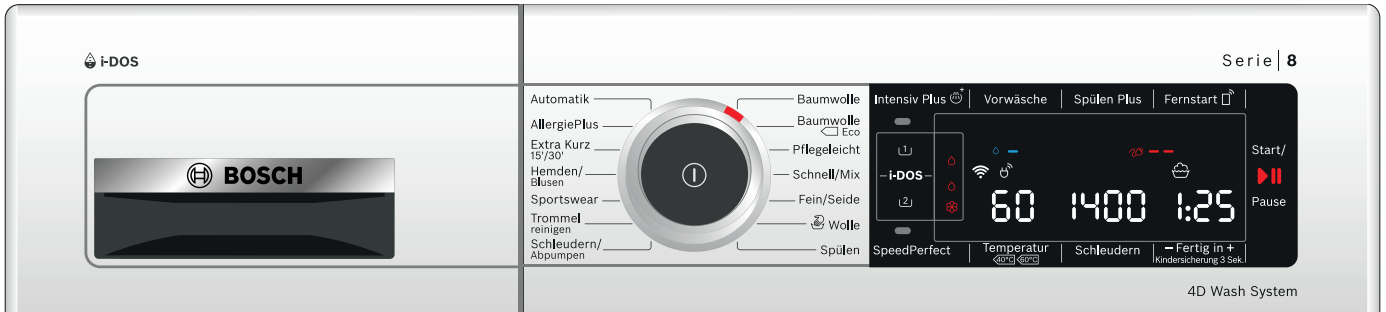 i-DOS
Serie | 8
BOSCH
Automatik
AllergiePlus
Extra Kurz
15'/30'
Hemden/
Blusen
Sportswear
Trommel
reinigen
Schleudern/
Abpumpen
Baumwolle
Baumwolle
Eco
Pflegeleicht
Schnell/Mix
Fein/Seide
Wolle
Spülen
Intensiv Plus
Vorwäsche
Spülen Plus
Fernstart
1
i-DOS
2
60
1400
1:25
Start/
Pause
SpeedPerfect
Temperatur
40°C 60°C
Schleudern
– Fertig in +
Kindersicherung 3 Sek.
4D Wash System